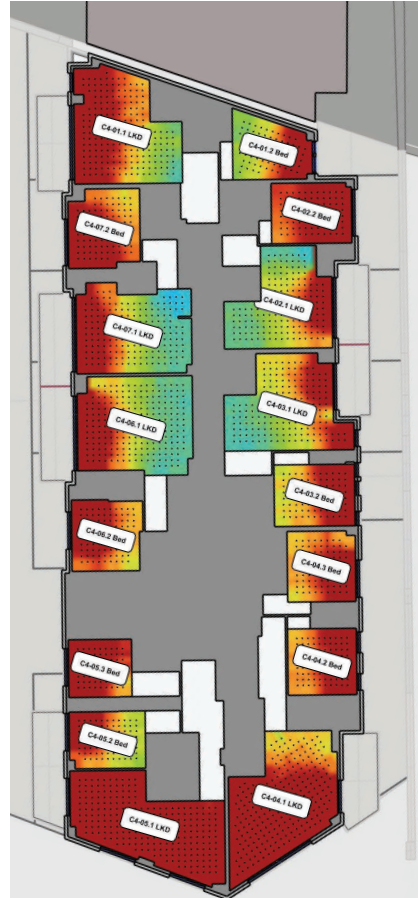 C4-01.1 LKD
C4-01.2 Bed
C4-07.2 Bed
C4-02.2 Bed
C4-07.1 LKD
C4-02.1 LKD
C4-06.1 LKD
C4-03.1 LKD
C4-03.2 Bed
C4-06.2 Bed
C4-04.3 Bed
C4-05.3 Bed
C4-04.2 Bed
C4-05.2 Bed
C4-05.1 LKD
C4-04.1 LKD